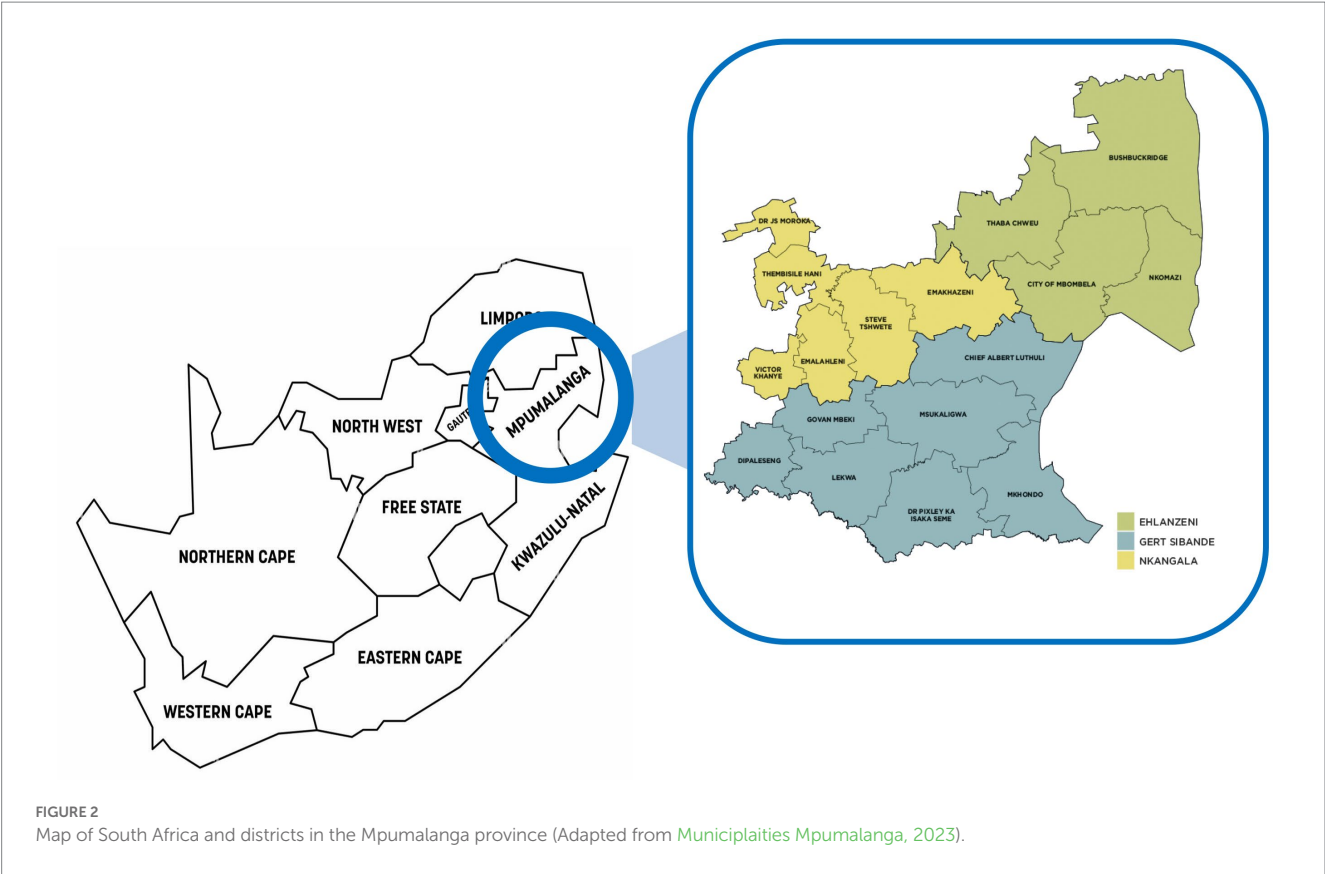 LIMPOPO
MPUMALANGA
GAUTE
NORTH WEST
FREE STATE
KWAZULU-NATAL
NORTHERN CAPE
EASTERN CAPE
WESTERN CAPE
BUSHBUCKRIDGE
THABA CHWEU
DR JS MOROKA
THEMBISILE HANI
EMAKHAZENI
CITY OF MBOMBELA
NKOMAZI
STEVE
TSHWETE
CHIEF ALBERT LUTHULI
VICTOR
KHANYE
EMALAHLENI
GOVAN MBEKI
MSUKALIGWA
DIPALESENG
LEKWA
DR PIXLEY KA
ISAKA SEME
MKHONDO
EHLANZENI
GERT SIBANDE
NKANGALA
FIGURE 2
Map of South Africa and districts in the Mpumalanga province (Adapted from Municiplaities Mpumalanga, 2023).